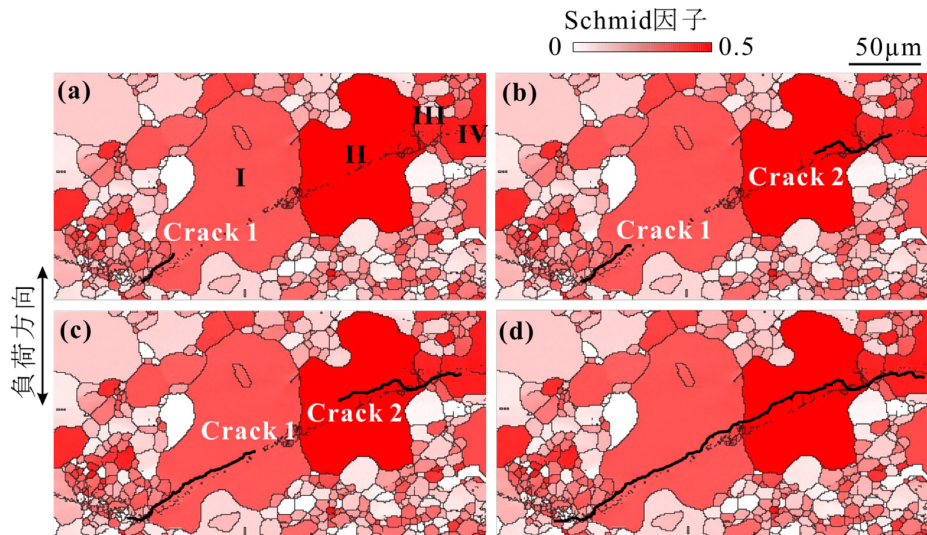 Schmid因子
0 0.5
50μm
(a)
(b)
III
IV
I
II
Crack 1
Crack 2
Crack 1
負荷方向
(c)
(d)
Crack 1
Crack 2